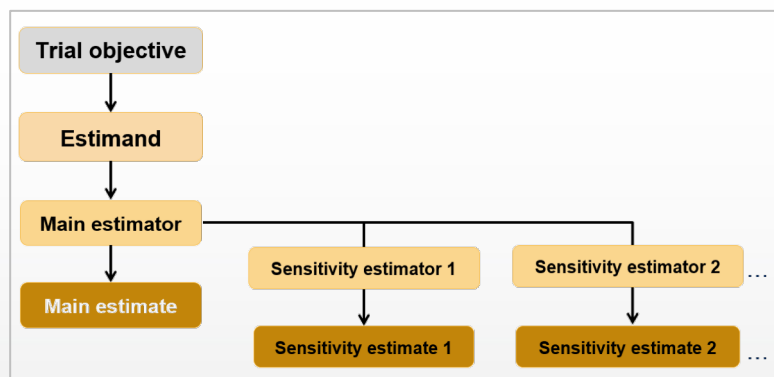 Trial objective
Estimand
Main estimator
Main estimate
Sensitivity estimator 1
Sensitivity estimator 2
...
Sensitivity estimate 1
Sensitivity estimate 2
...